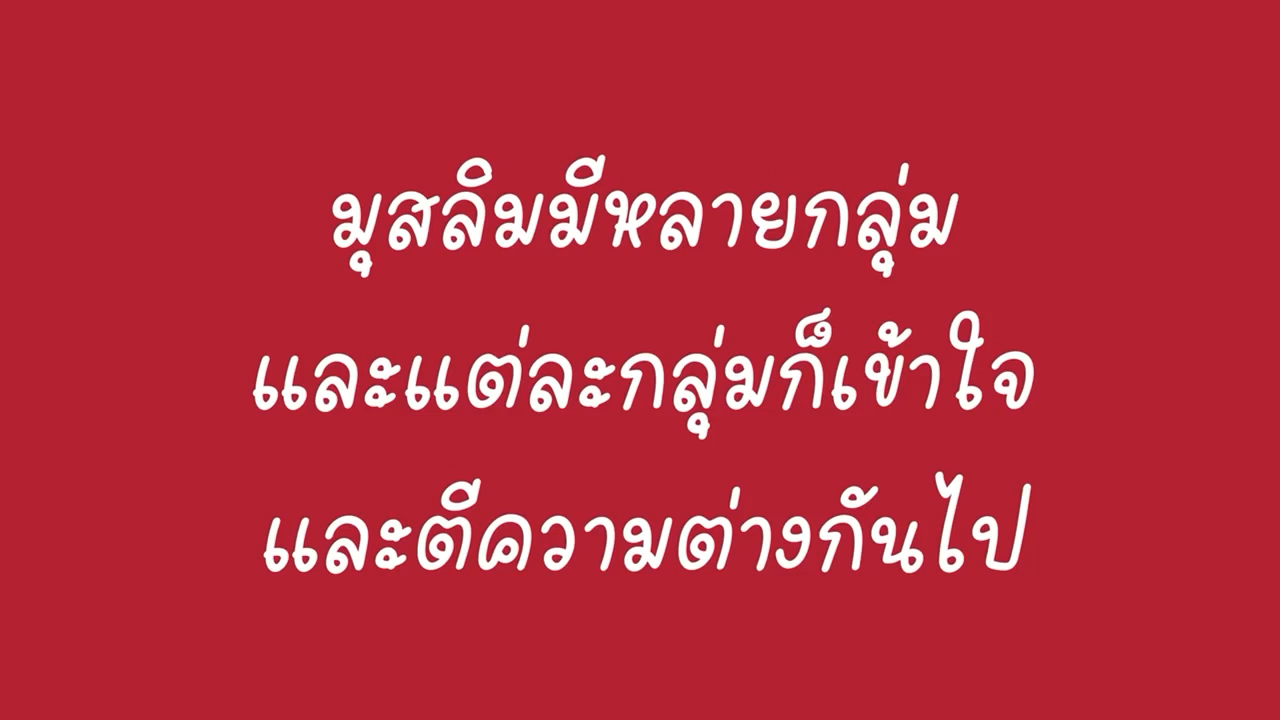 มุสลิมมีหลายกลุ่ม
และแต่ละกลุ่มก็เข้าใจ
และตีความต่างกันไป